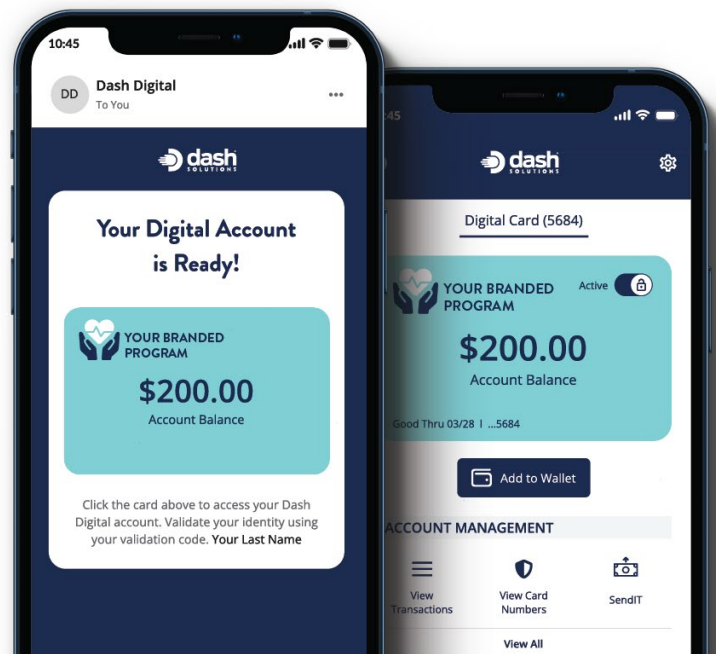 10:45
DD
Dash Digital
To You
dash
SOLUTIONS
Your Digital Account
is Ready!
YOUR BRANDED
PROGRAM
$200.00
Account Balance
Click the card above to access your Dash
Digital account. Validate your identity using
your validation code. Your Last Name
:45
dash
SOLUTIONS
Digital Card (5684)
YOUR BRANDED
PROGRAM
Active
$200.00
Account Balance
Good Thru 03/28 | ...5684
Add to Wallet
ACCOUNT MANAGEMENT
View
Transactions
View Card
Numbers
SendIT
View All